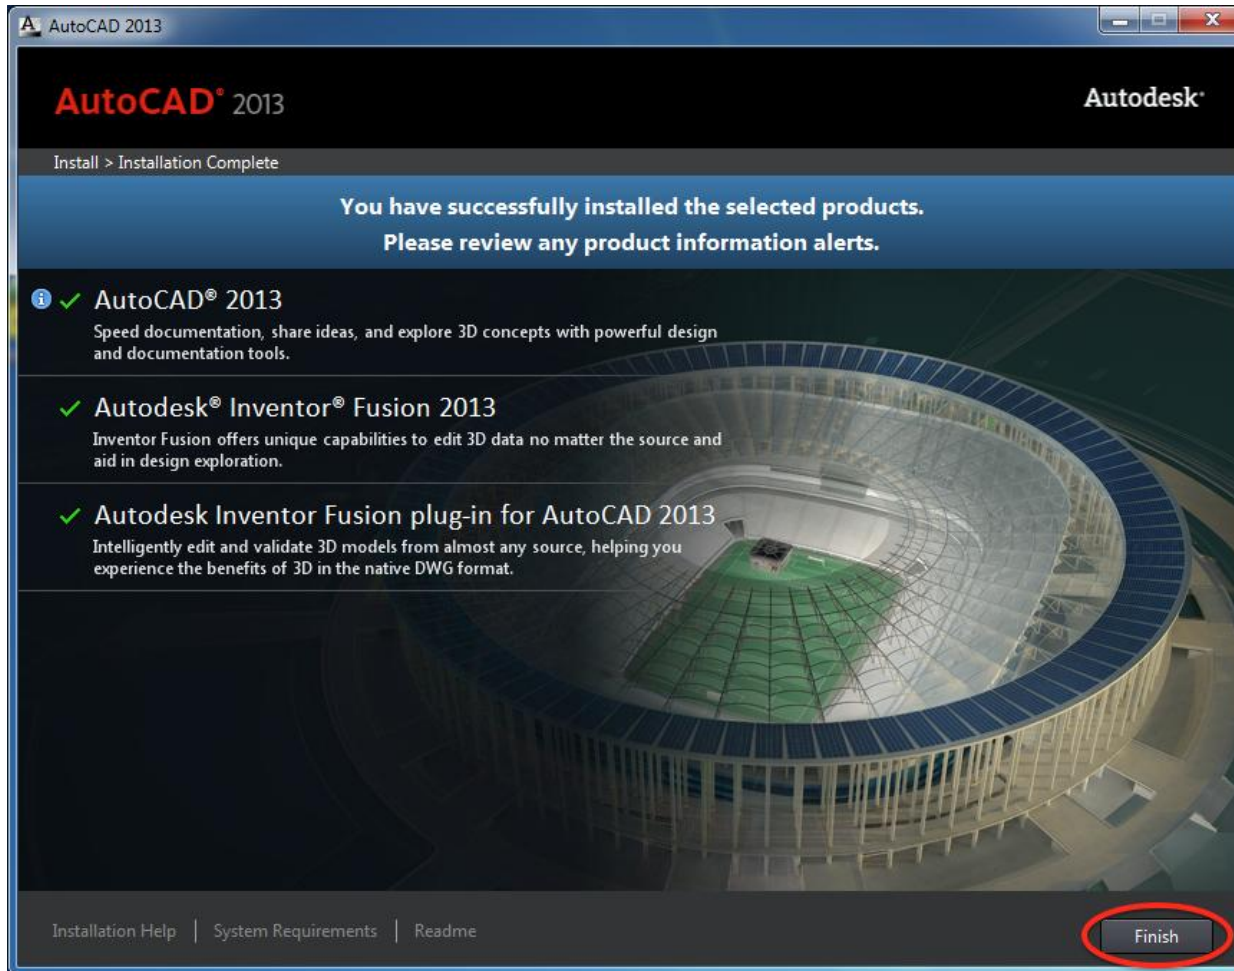 AutoCAD 2013
AutoCAD® 2013
Autodesk®
Install > Installation Complete
You have successfully installed the selected products.
Please review any product information alerts.
AutoCAD® 2013
Speed documentation, share ideas, and explore 3D concepts with powerful design
and documentation tools.
Autodesk® Inventor® Fusion 2013
Inventor Fusion offers unique capabilities to edit 3D data no matter the source and
aid in design exploration.
Autodesk Inventor Fusion plug-in for AutoCAD 2013
Intelligently edit and validate 3D models from almost any source, helping you
experience the benefits of 3D in the native DWG format.
Installation Help | System Requirements | Readme
Finish